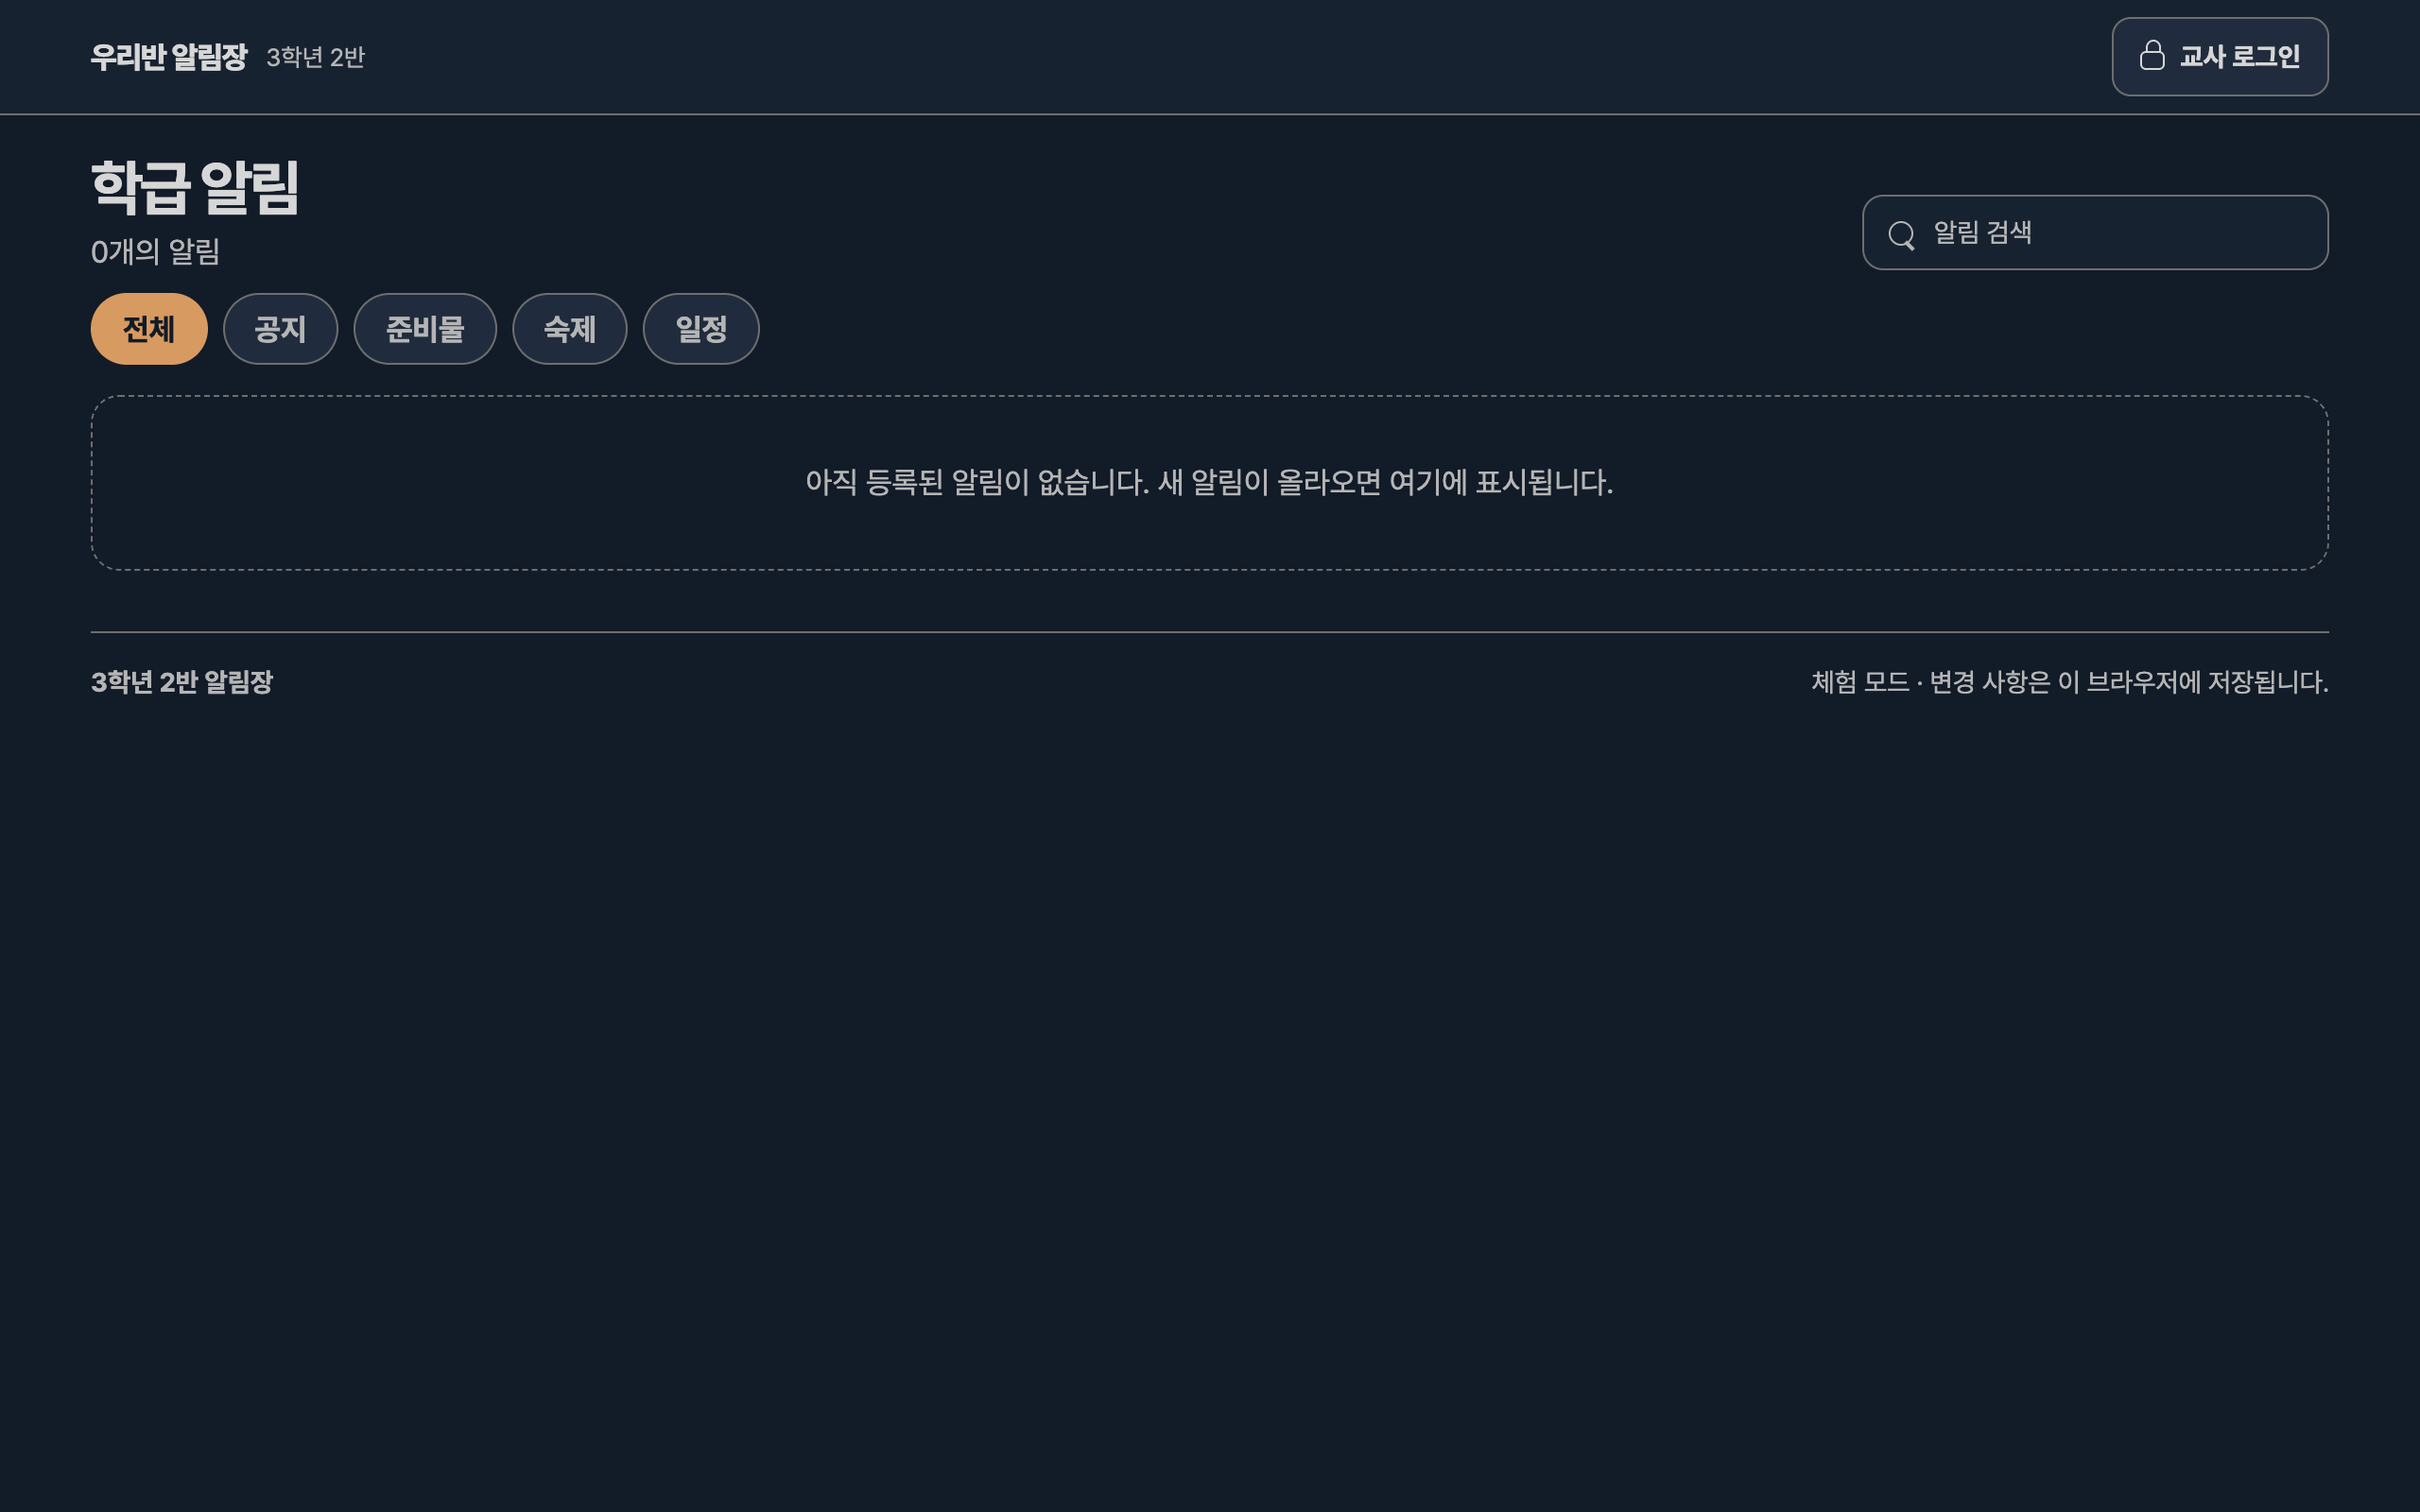 우리반 알림장 3학년 2반
교사 로그인
학급 알림
0개의 알림
알림 검색
전체 공지 준비물 숙제 일정
아직 등록된 알림이 없습니다. 새 알림이 올라오면 여기에 표시됩니다.
3학년 2반 알림장
체험 모드 · 변경 사항은 이 브라우저에 저장됩니다.